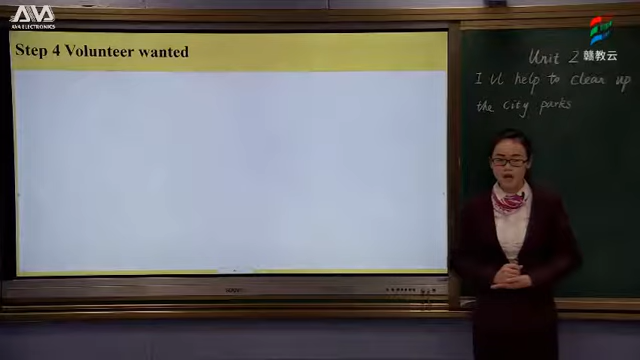 AVA
AVA ELECTRONICS
Step 4 Volunteer wanted
赣教云
Unit 2
I'll help to clean up
the city parks